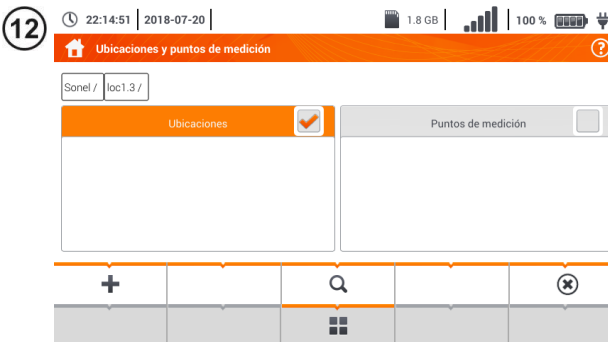 12
22:14:51 2018-07-20 1.8 GB 100 %
Ubicaciones y puntos de medición ?
Sonel / loc1.3 /
Ubicaciones Puntos de medición